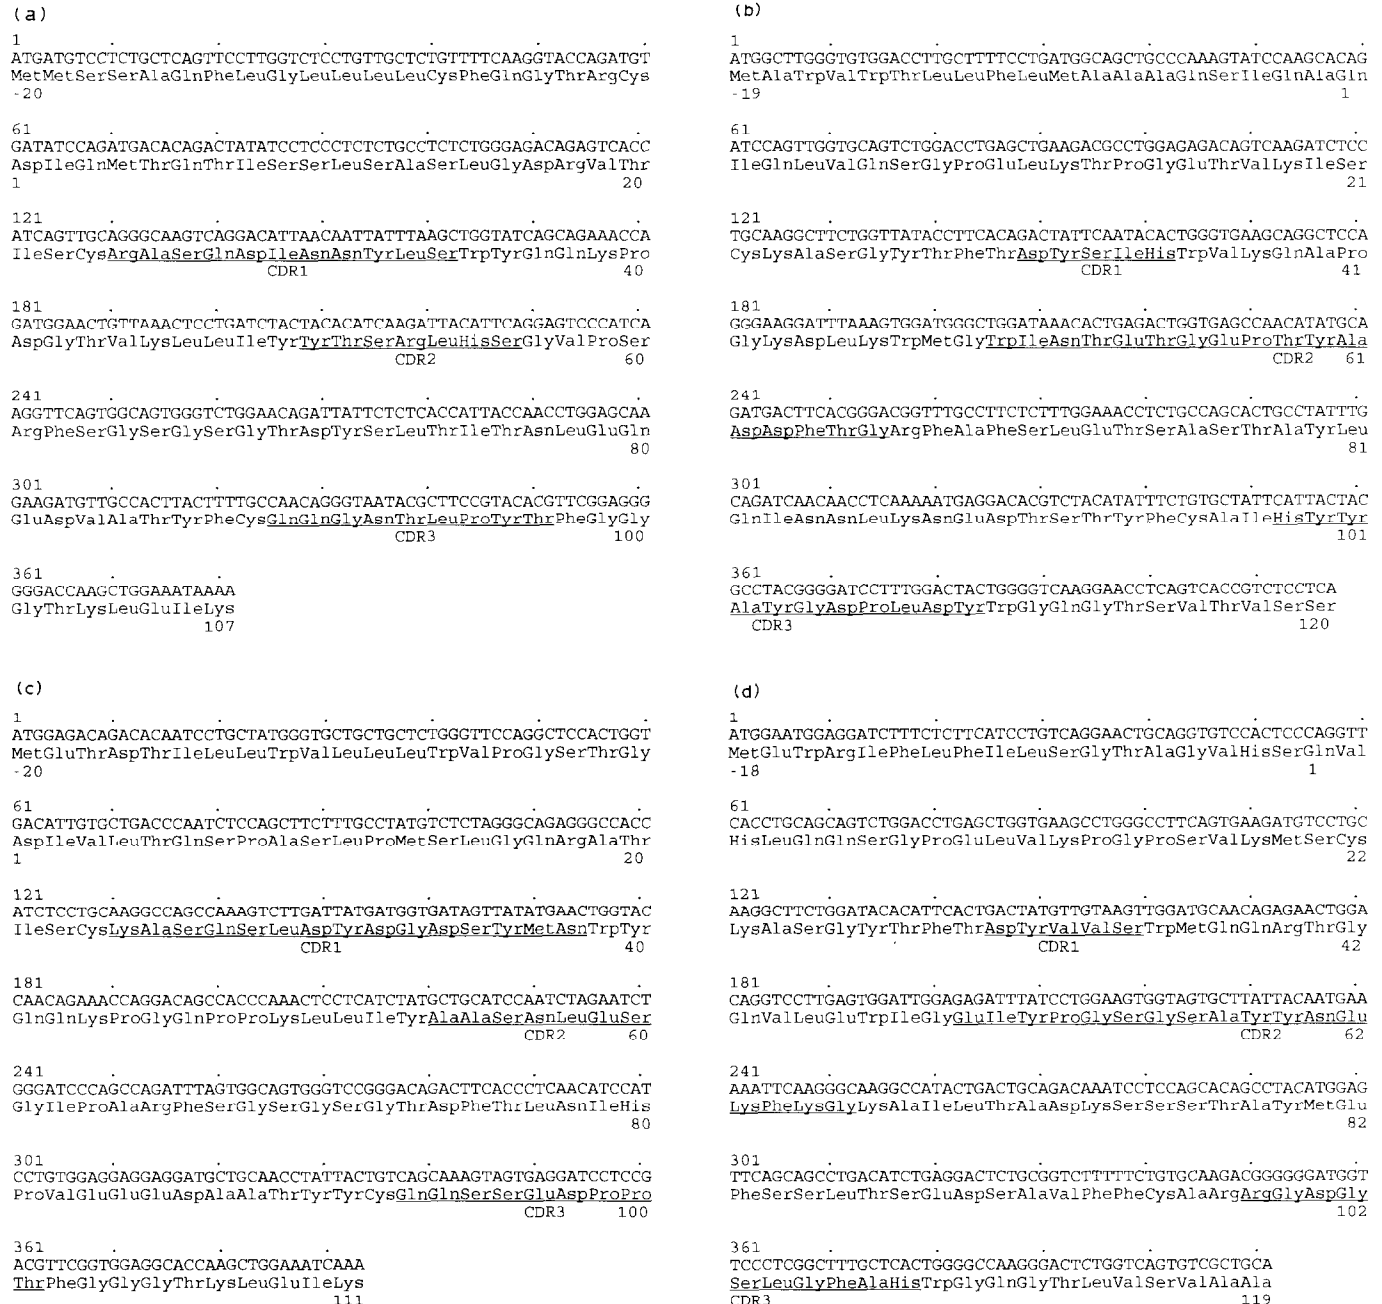 (a)
1
ATGATGTCCTCTGCTCAGTTCCTTGGTCTCCTGTTGCTCTGTTTTCAAGGTACCAGATGT
MetMetSerSerAlaGlnPheLeuGlyLeuLeuLeuLeuCysPheGlnGlyThrArgCys
-20
61
GATATCCAGATGACACAGACTATATCCTCCCTCTCTGCCTCTCTGGGAGACAGAGTCACC
AspIleGlnMetThrGlnThrIleSerSerLeuSerAlaSerLeuGlyAspArgValThr
1 20
121
ATCAGTTGCAGGGCAAGTCAGGACATTAACAATTATTTAAGCTGGTATCAGCAGAAACCA
IleSerCysArgAlaSerGlnAspIleAsnAsnTyrLeuSerTrpTyrGlnGlnLysPro
CDR1 40
181
GATGGAACTGTTAAACTCCTGATCTACTACACATCAAGATTACATTCAGGAGTCCCATCA
AspGlyThrValLysLeuLeuIleTyrTyrThrSerArgLeuHisSerGlyValProSer
CDR2 60
241
AGGTTCAGTGGCAGTGGGTCTGGAACAGATTATTCTCTCACCATTACCAACCTGGAGCAA
ArgPheSerGlySerGlySerGlyThrAspTyrSerLeuThrIleThrAsnLeuGluGln
80
301
GAAGATGTTGCCACTTACTTTTGCCAACAGGGTAATACGCTTCCGTACACGTTCGGAGGG
GluAspValAlaThrTyrPheCysGlnGlnGlyAsnThrLeuProTyrThrPheGlyGly
CDR3 100
361
GGGACCAAGCTGGAAATAAAA
GlyThrLysLeuGluIleLys
107
(b)
1
ATGGCTTGGGTGTGGACCTTGCTTTTCCTGATGGCAGCTGCCCAAAGTATCCAAGCACAG
MetAlaTrpValTrpThrLeuLeuPheLeuMetAlaAlaAlaGlnSerIleGlnAlaGln
-19 1
61
ATCCAGTTGGTGCAGTCTGGACCTGAGCTGAAGACGCCTGGAGAGACAGTCAAGATCTCC
IleGlnLeuValGlnSerGlyProGluLeuLysThrProGlyGluThrValLysIleSer
21
121
TGCAAGGCTTCTGGTTATACCTTCACAGACTATTCAATACACTGGGTGAAGCAGGCTCCA
CysLysAlaSerGlyTyrThrPheThrAspTyrSerIleHisTrpValLysGlnAlaPro
CDR1 41
181
GGGAAGGATTTAAAGTGGATGGGCTGGATAAACACTGAGACTGGTGAGCCAACATATGCA
GlyLysAspLeuLysTrpMetGlyTrpIleAsnThrGluThrGlyGluProThrTyrAla
CDR2 61
241
GATGACTTCACGGGACGGTTTGCCTTCTCTTTGGAAACCTCTGCCAGCACTGCCTATTTG
AspAspPheThrGlyArgPheAlaPheSerLeuGluThrSerAlaSerThrAlaTyrLeu
81
301
CAGATCAACAACCTCAAAAATGAGGACACGTCTACATATTTCTGTGCTATTCATTACTAC
GlnIleAsnAsnLeuLysAsnGluAspThrSerThrTyrPheCysAlaIleHisTyrTyr
101
361
GCCTACGGGGATCCTTTGGACTACTGGGGTCAAGGAACCTCAGTCACCGTCTCCTCA
AlaTyrGlyAspProLeuAspTyrTrpGlyGlnGlyThrSerValThrValSerSer
CDR3 120
(c)
1
ATGGAGACAGACACAATCCTGCTATGGGTGCTGCTGCTCTGGGTTCCAGGCTCCACTGGT
MetGluThrAspThrIleLeuLeuTrpValLeuLeuLeuTrpValProGlySerThrGly
-20
61
GACATTGTGCTGACCCAATCTCCAGCTTCTTTGCCTATGTCTCTAGGGCAGAGGGCCACC
AspIleValLeuThrGlnSerProAlaSerLeuProMetSerLeuGlyGlnArgAlaThr
1 20
121
ATCTCCTGCAAGGCCAGCCAAAGTCTTGATTATGATGGTGATAGTTATATGAACTGGTAC
IleSerCysLysAlaSerGlnSerLeuAspTyrAspGlyAspSerTyrMetAsnTrpTyr
CDR1 40
181
CAACAGAAACCAGGACAGCCACCCAAACTCCTCATCTATGCTGCATCCAATCTAGAATCT
GlnGlnLysProGlyGlnProProLysLeuLeuIleTyrAlaAlaSerAsnLeuGluSer
CDR2 60
241
GGGATCCCAGCCAGATTTAGTGGCAGTGGGTCCGGGACAGACTTCACCCTCAACATCCAT
GlyIleProAlaArgPheSerGlySerGlySerGlyThrAspPheThrLeuAsnIleHis
80
301
CCTGTGGAGGAGGAGGATGCTGCAACCTATTACTGTCAGCAAAGTAGTGAGGATCCTCCG
ProValGluGluGluAspAlaAlaThrTyrTyrCysGlnGlnSerSerGluAspProPro
CDR3 100
361
ACGTTCGGTGGAGGCACCAAGCTGGAAATCAAA
ThrPheGlyGlyGlyThrLysLeuGluIleLys
111
(d)
1
ATGGAATGGAGGATCTTTCTCTTCATCCTGTCAGGAACTGCAGGTGTCCACTCCCAGGTT
MetGluTrpArgIlePheLeuPheIleLeuSerGlyThrAlaGlyValHisSerGlnVal
-18 1
61
CACCTGCAGCAGTCTGGACCTGAGCTGGTGAAGCCTGGGCCTTCAGTGAAGATGTCCTGC
HisLeuGlnGlnSerGlyProGluLeuValLysProGlyProSerValLysMetSerCys
22
121
AAGGCTTCTGGATACACATTCACTGACTATGTTGTAAGTTGGATGCAACAGAGAACTGGA
LysAlaSerGlyTyrThrPheThrAspTyrValValSerTrpMetGlnGlnArgThrGly
CDR1 42
181
CAGGTCCTTGAGTGGATTGGAGAGATTTATCCTGGAAGTGGTAGTGCTTATTACAATGAA
GlnValLeuGluTrpIleGlyGluIleTyrProGlySerGlySerAlaTyrTyrAsnGlu
CDR2 62
241
AAATTCAAGGGCAAGGCCATACTGACTGCAGACAAATCCTCCAGCACAGCCTACATGGAG
LysPheLysGlyLysAlaIleLeuThrAlaAspLysSerSerSerThrAlaTyrMetGlu
82
301
TTCAGCAGCCTGACATCTGAGGACTCTGCGGTCTTTTTCTGTGCAAGACGGGGGGATGGT
PheSerSerLeuThrSerGluAspSerAlaValPhePheCysAlaArgArgGlyAspGly
102
361
TCCCTCGGCTTTGCTCACTGGGGCCAAGGGACTCTGGTCAGTGTCGCTGCA
SerLeuGlyPheAlaHisTrpGlyGlnGlyThrLeuValSerValAlaAla
CDR3 119